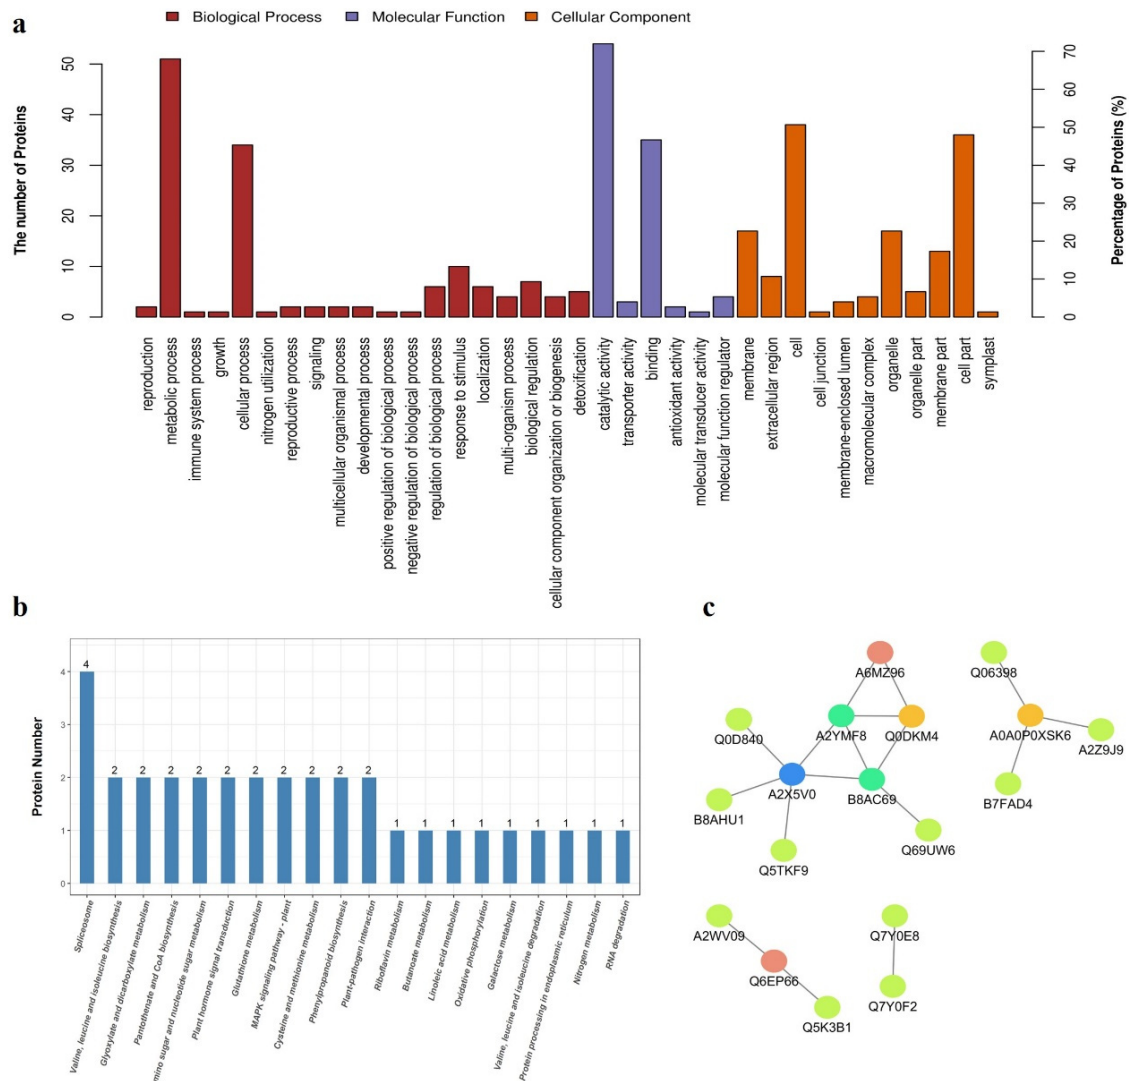 a
Biological Process Molecular Function Cellular Component
The number of Proteins
50
40
30
20
10
0
Percentage of Proteins (%)
70
60
50
40
30
20
10
0
reproduction
metabolic process
immune system process
growth
cellular process
nitrogen utilization
reproductive process
signaling
multicellular organismal process
developmental process
positive regulation of biological process
negative regulation of biological process
regulation of biological process
response to stimulus
localization
multi-organism process
biological regulation
cellular component organization or biogenesis
detoxification
catalytic activity
transporter activity
binding
antioxidant activity
molecular transducer activity
molecular function regulator
membrane
extracellular region
cell
cell junction
membrane-enclosed lumen
macromolecular complex
organelle
organelle part
membrane part
cell part
symplast
b
Protein Number
4
3
2
1
0
4 2 2 2 2 2 2 2 2 2 2 1 1 1 1 1 1 1 1 1
Spliceosome
Valine, leucine and isoleucine biosynthesis
Glyoxylate and dicarboxylate metabolism
Pantothenate and CoA biosynthesis
mino sugar and nucleotide sugar metabolism
Plant hormone signal transduction
Glutathione metabolism
MAPK signaling pathway - plant
Cysteine and methionine metabolism
Phenylpropanoid biosynthesis
Plant-pathogen interaction
Riboflavin metabolism
Butanoate metabolism
Linoleic acid metabolism
Oxidative phosphorylation
Galactose metabolism
Valine, leucine and isoleucine degradation
Protein processing in endoplasmic reticulum
Nitrogen metabolism
RNA degradation
c
A6MZ96
Q06398
A2YMF8
Q0DKM4
Q0D840
A0A0P0XSK6
A2Z9J9
A2X5V0
B8AC69
B8AHU1
B7FAD4
Q69UW6
Q5TKF9
A2WV09
Q7Y0E8
Q6EP66
Q7Y0F2
Q5K3B1